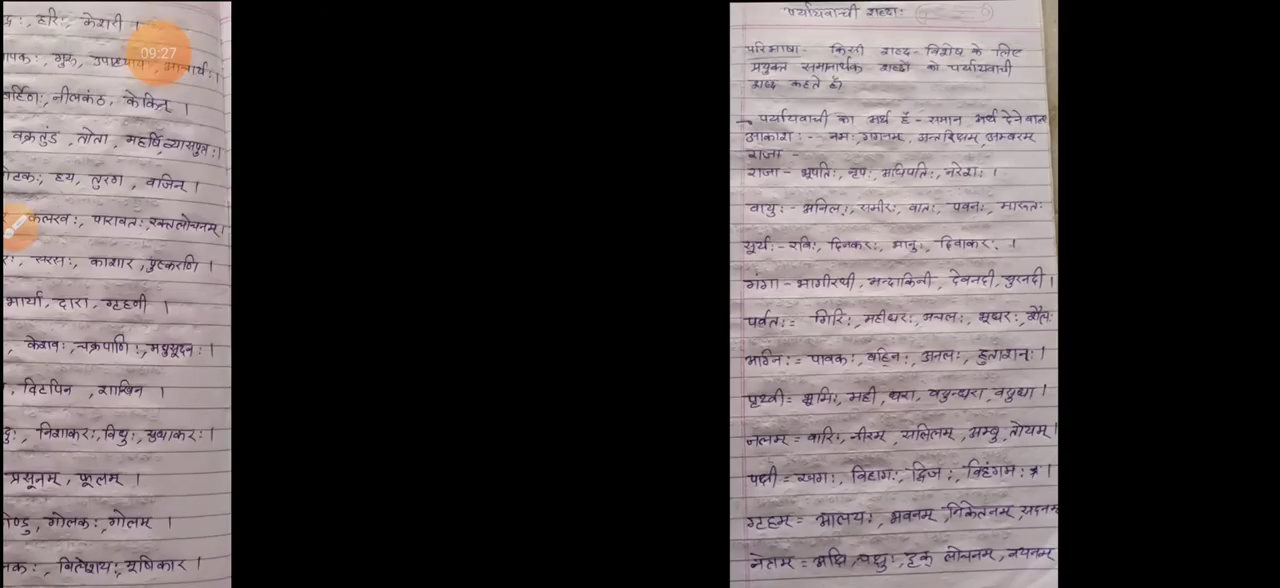 हरिः, केशरी ।
09:27
पकः, गुरु, उपाध्याय, आचार्यः।
नीलकंठ, केकिन् ।
वक्रतुंड, तोता, महर्षि व्यासपुत्रः।
हय, तुरग, वाजिन् ।
कलरवः, पारावतः, रक्तलोचनम्।
सरसः, कासार, पुष्करणि ।
भार्या, दारा, गृहणी ।
, केशवः, चक्रपाणिः, मधुसूदनः।
, विटपिन, शाखिन ।
निशाकरः, विधुः, सुधाकरः।
प्रसूनम्, फूलम् ।
गोलकः, गोलम् ।
मूषिकार ।
पर्यायवाची शब्दाः
परिभाषा - किसी शब्द-विशेष के लिए
प्रयुक्त समानार्थक शब्दों को पर्यायवाची
शब्द कहते हैं।
→ पर्यायवाची का अर्थ है - समान अर्थ देने वाले
आकाशः - नभः, गगनम्, अन्तरिक्षम्, अम्बरम्
राजा -
राजा - भूपतिः, नृपः, अधिपतिः, नरेशः ।
वायुः - अनिलः, समीरः, वातः, पवनः, मारुतः
सूर्यः - रविः, दिनकरः, भानुः, दिवाकरः ।
गंगा - भागीरथी, मन्दाकिनी, देवनदी, सुरनदी ।
पर्वतः = गिरिः, महीधरः, अचलः, भूधरः, शैलः
अग्निः = पावकः, वह्निः, अनलः, हुताशनः।
पृथ्वी = भूमिः, मही, धरा, वसुन्धरा, वसुधा ।
जलम् = वारि, नीरम्, सलिलम्, अम्बु, तोयम्।
पक्षी = खगः, विहागः, द्विजः, विहंगमः ।
गृहम् = आलयः, भवनम्, निकेतनम्, सदनम्
नेत्रम् = अक्षि, चक्षुः, दृक्, लोचनम्, नयनम्